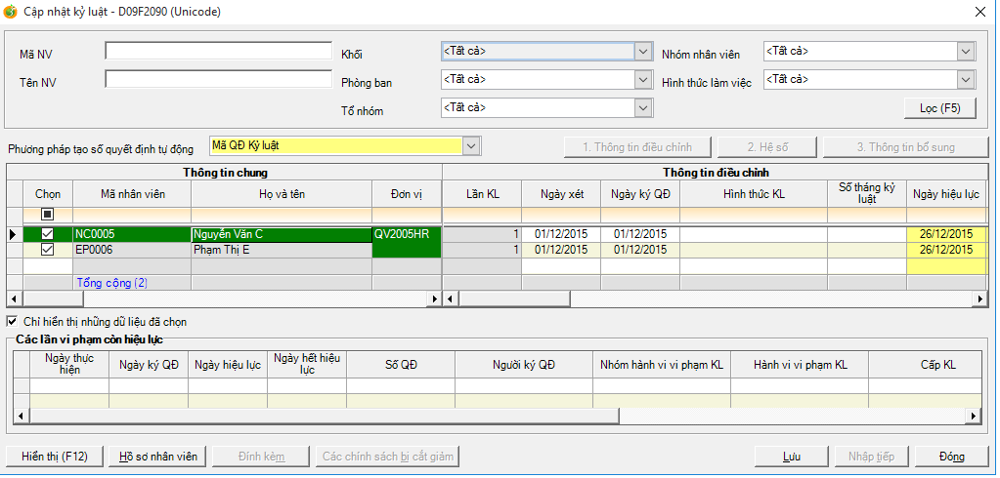 Cập nhật kỷ luật - D09F2090 (Unicode)
Mã NV Khối <Tất cả> Nhóm nhân viên <Tất cả>
Tên NV Phòng ban <Tất cả> Hình thức làm việc <Tất cả>
Tổ nhóm <Tất cả> Lọc (F5)
Phương pháp tạo số quyết định tự động Mã QĐ Kỷ luật 1. Thông tin điều chỉnh 2. Hệ số 3. Thông tin bổ sung
Thông tin chung Thông tin điều chỉnh
Chọn Mã nhân viên Họ và tên Đơn vị Lần KL Ngày xét Ngày ký QĐ Hình thức KL Số tháng kỷ luật Ngày hiệu lực
NC0005 Nguyễn Văn C QV2005HR 1 01/12/2015 01/12/2015 26/12/2015
EP0006 Phạm Thị E 1 01/12/2015 01/12/2015 26/12/2015
Tổng cộng (2)
Chỉ hiển thị những dữ liệu đã chọn
Các lần vi phạm còn hiệu lực
Ngày thực hiện Ngày ký QĐ Ngày hiệu lực Ngày hết hiệu lực Số QĐ Người ký QĐ Nhóm hành vi vi phạm KL Hành vi vi phạm KL Cấp KL
Hiển thị (F12) Hồ sơ nhân viên Đính kèm Các chính sách bị cắt giảm Lưu Nhập tiếp Đóng